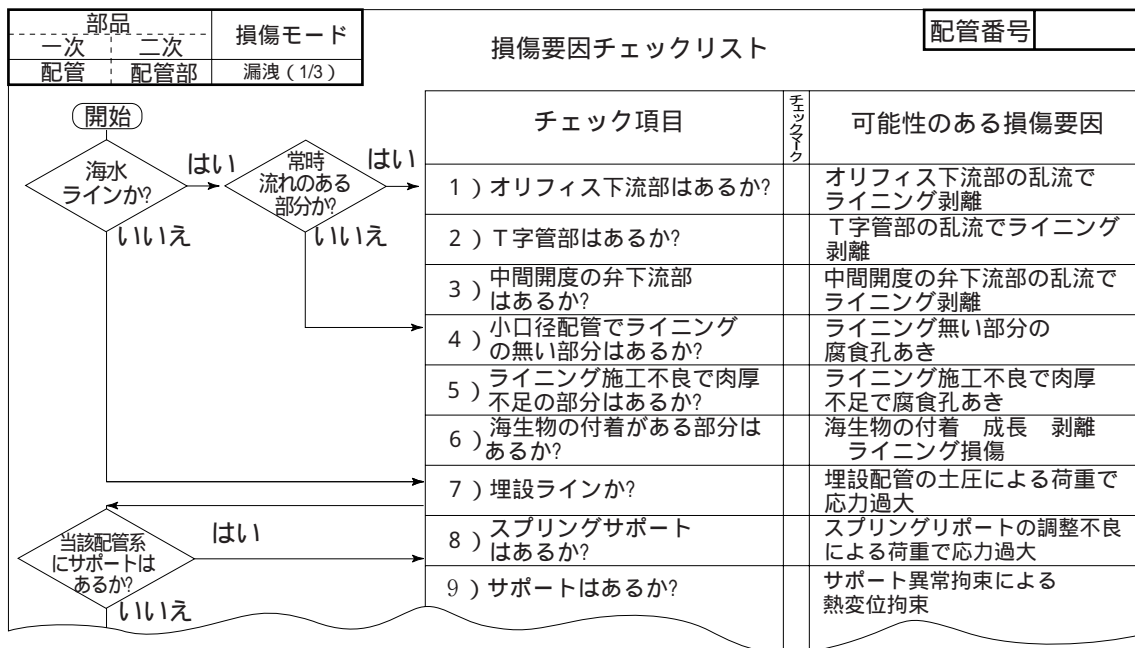 部品
一次 二次
配管 配管部
損傷モード
漏洩（1/3）
損傷要因チェックリスト
配管番号
開始
海水
ラインか?
はい
いいえ
常時
流れのある
部分か?
はい
いいえ
チェック項目
チェックマーク
可能性のある損傷要因
1）オリフィス下流部はあるか?
オリフィス下流部の乱流で
ライニング剥離
2）T字管部はあるか?
T字管部の乱流でライニング
剥離
3）中間開度の弁下流部
はあるか?
中間開度の弁下流部の乱流で
ライニング剥離
4）小口径配管でライニング
の無い部分はあるか?
ライニング無い部分の
腐食孔あき
5）ライニング施工不良で肉厚
不足の部分はあるか?
ライニング施工不良で肉厚
不足で腐食孔あき
6）海生物の付着がある部分は
あるか?
海生物の付着 成長 剥離
ライニング損傷
7）埋設ラインか?
埋設配管の土圧による荷重で
応力過大
当該配管系
にサポートは
あるか?
はい
いいえ
8）スプリングサポート
はあるか?
スプリングリポートの調整不良
による荷重で応力過大
9）サポートはあるか?
サポート異常拘束による
熱変位拘束